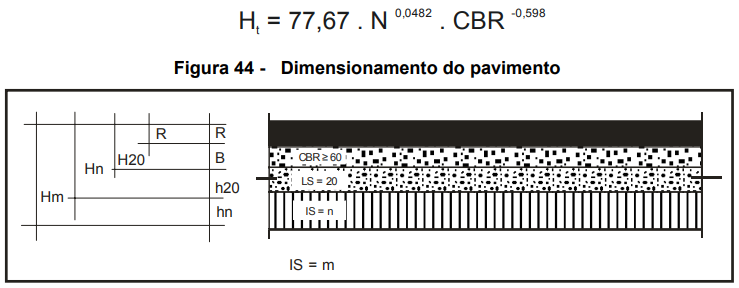 Ht = 77,67 . N 0,0482 . CBR -0,598
Figura 44 - Dimensionamento do pavimento
R R
H20 B
Hn
h20
Hm
hn
CBR ≥ 60
LS = 20
IS = n
IS = m